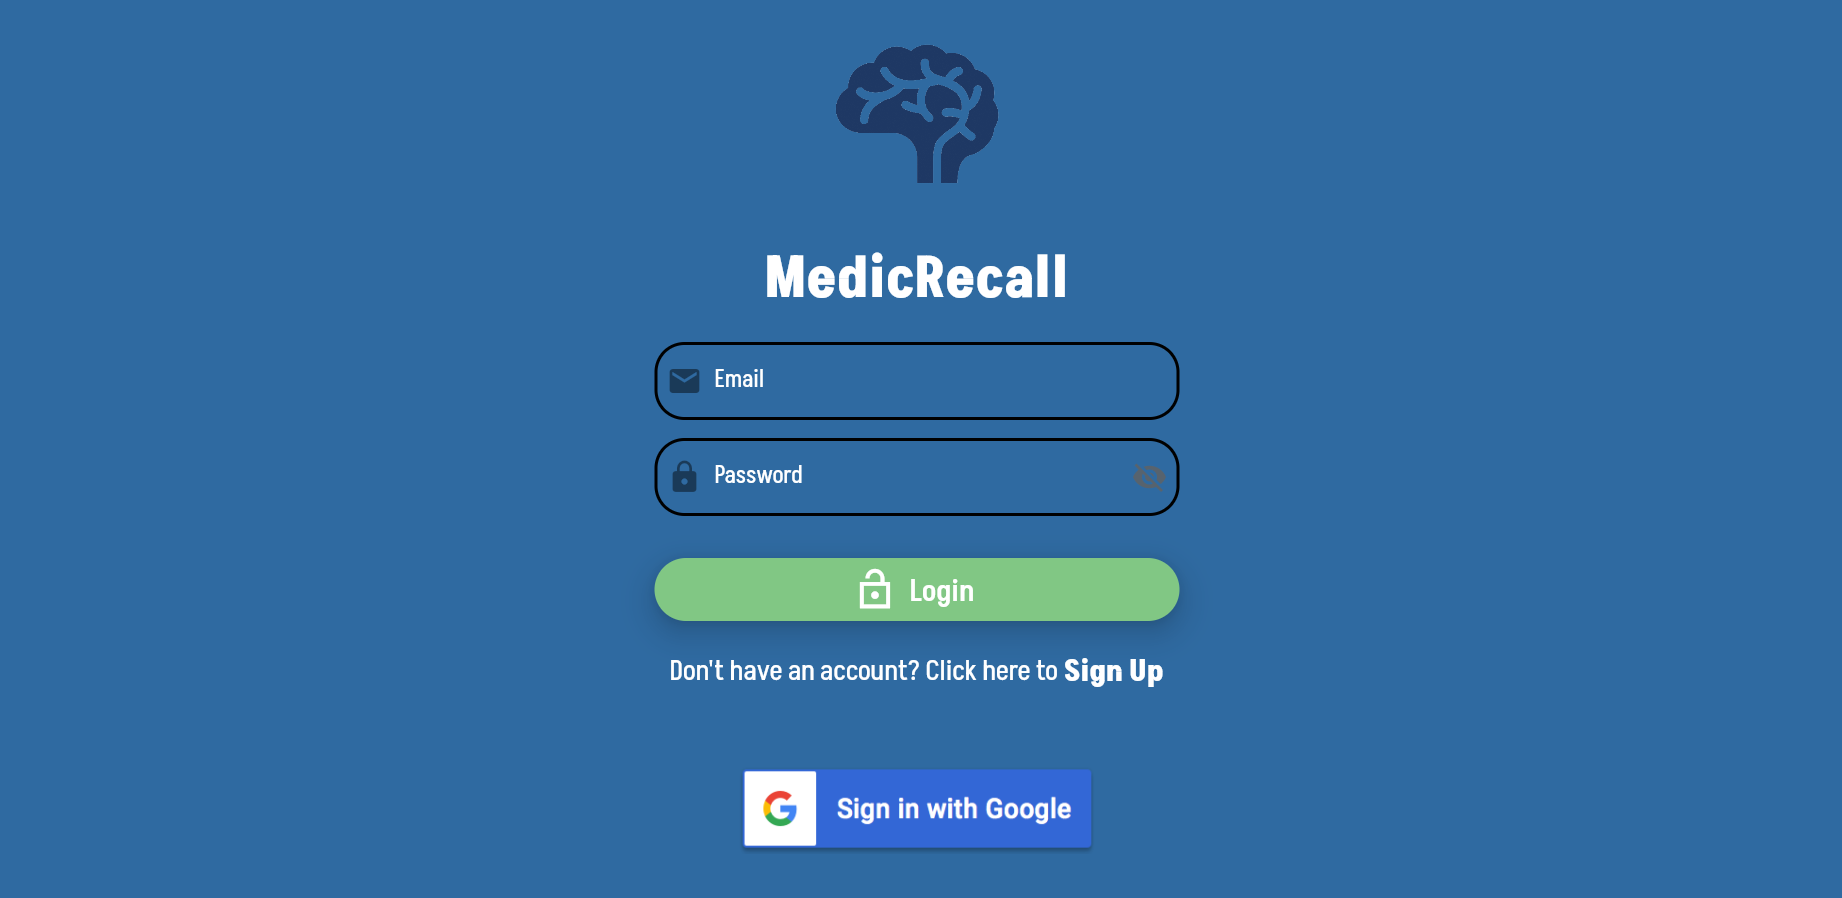 MedicRecall
Email
Password
Login
Don't have an account? Click here to Sign Up
Sign in with Google